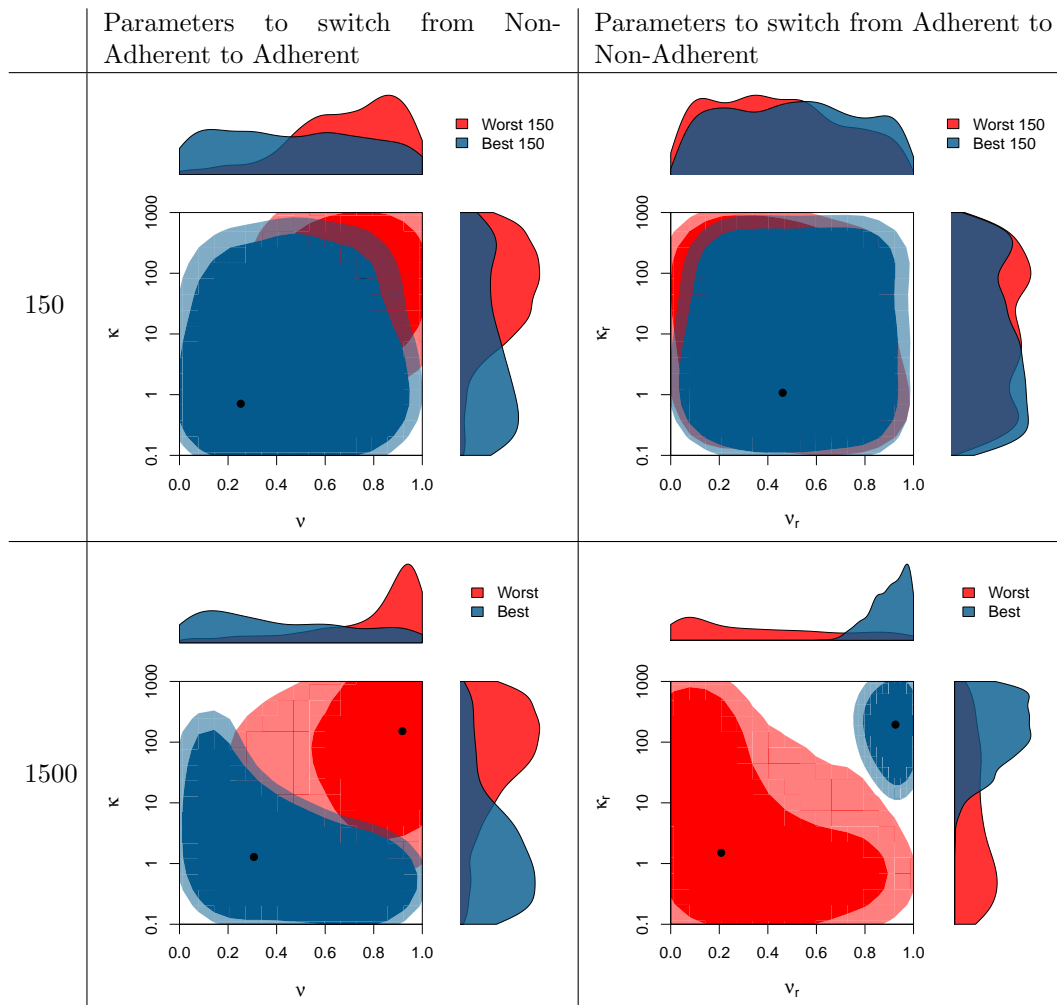 Parameters to switch from Non-
Adherent to Adherent
Parameters to switch from Adherent to
Non-Adherent
150
Worst 150
Best 150
κ
0.1 1 10 100 1000
0.0 0.2 0.4 0.6 0.8 1.0
ν
Worst 150
Best 150
κr
0.1 1 10 100 1000
0.0 0.2 0.4 0.6 0.8 1.0
νr
1500
Worst
Best
κ
0.1 1 10 100 1000
0.0 0.2 0.4 0.6 0.8 1.0
ν
Worst
Best
κr
0.1 1 10 100 1000
0.0 0.2 0.4 0.6 0.8 1.0
νr